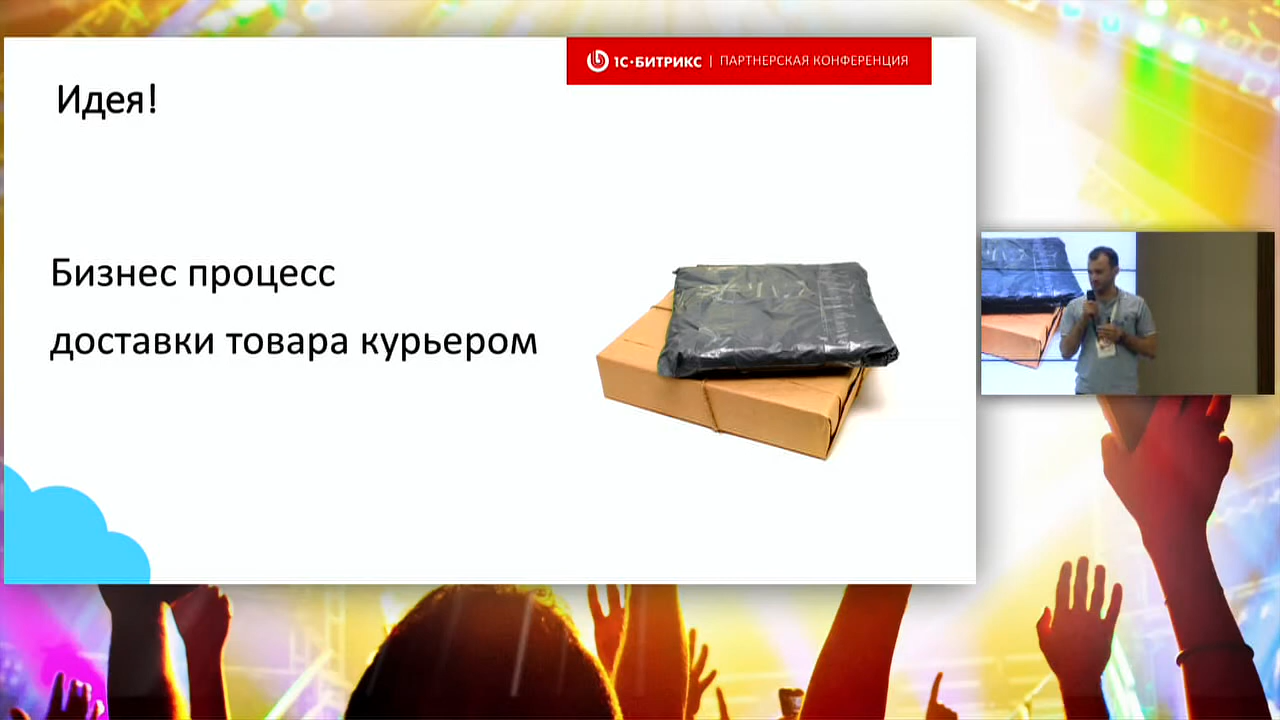 1С·БИТРИКС | ПАРТНЕРСКАЯ КОНФЕРЕНЦИЯ
Идея!
Бизнес процесс
доставки товара курьером